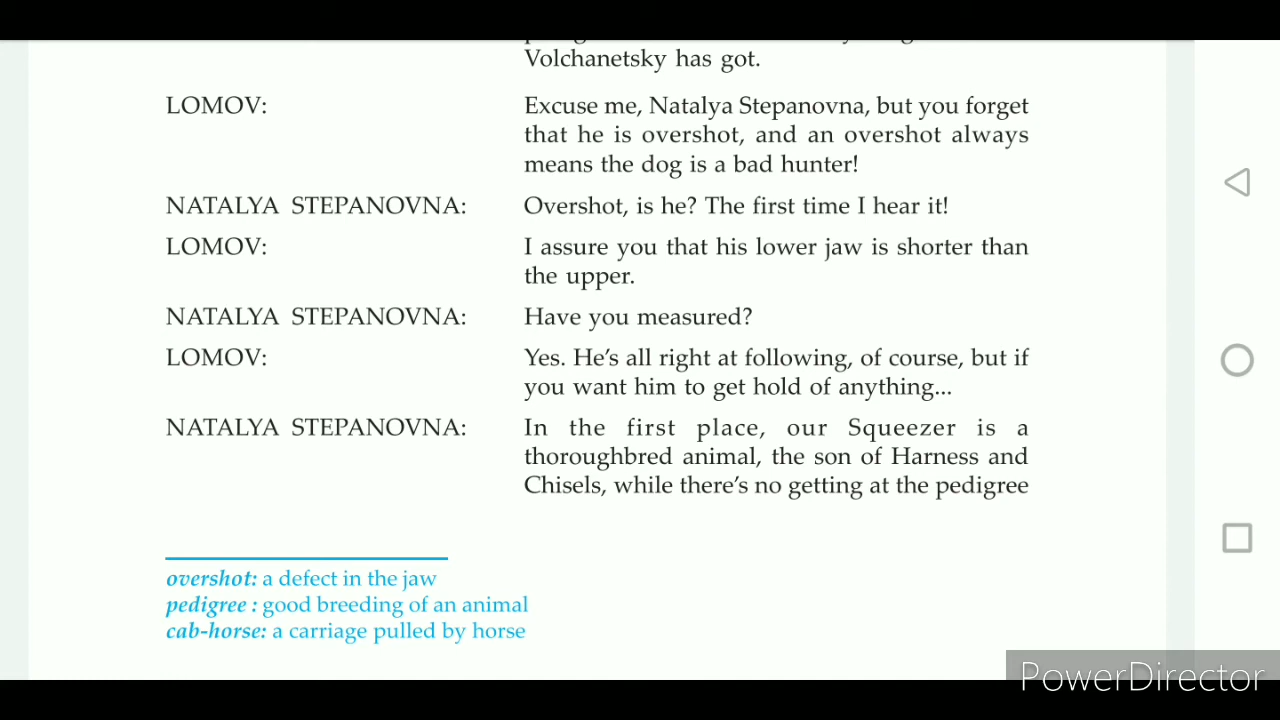 Volchanetsky has got.
LOMOV: Excuse me, Natalya Stepanovna, but you forget
that he is overshot, and an overshot always
means the dog is a bad hunter!
NATALYA STEPANOVNA: Overshot, is he? The first time I hear it!
LOMOV: I assure you that his lower jaw is shorter than
the upper.
NATALYA STEPANOVNA: Have you measured?
LOMOV: Yes. He's all right at following, of course, but if
you want him to get hold of anything...
NATALYA STEPANOVNA: In the first place, our Squeezer is a
thoroughbred animal, the son of Harness and
Chisels, while there's no getting at the pedigree
overshot: a defect in the jaw
pedigree : good breeding of an animal
cab-horse: a carriage pulled by horse
PowerDirector